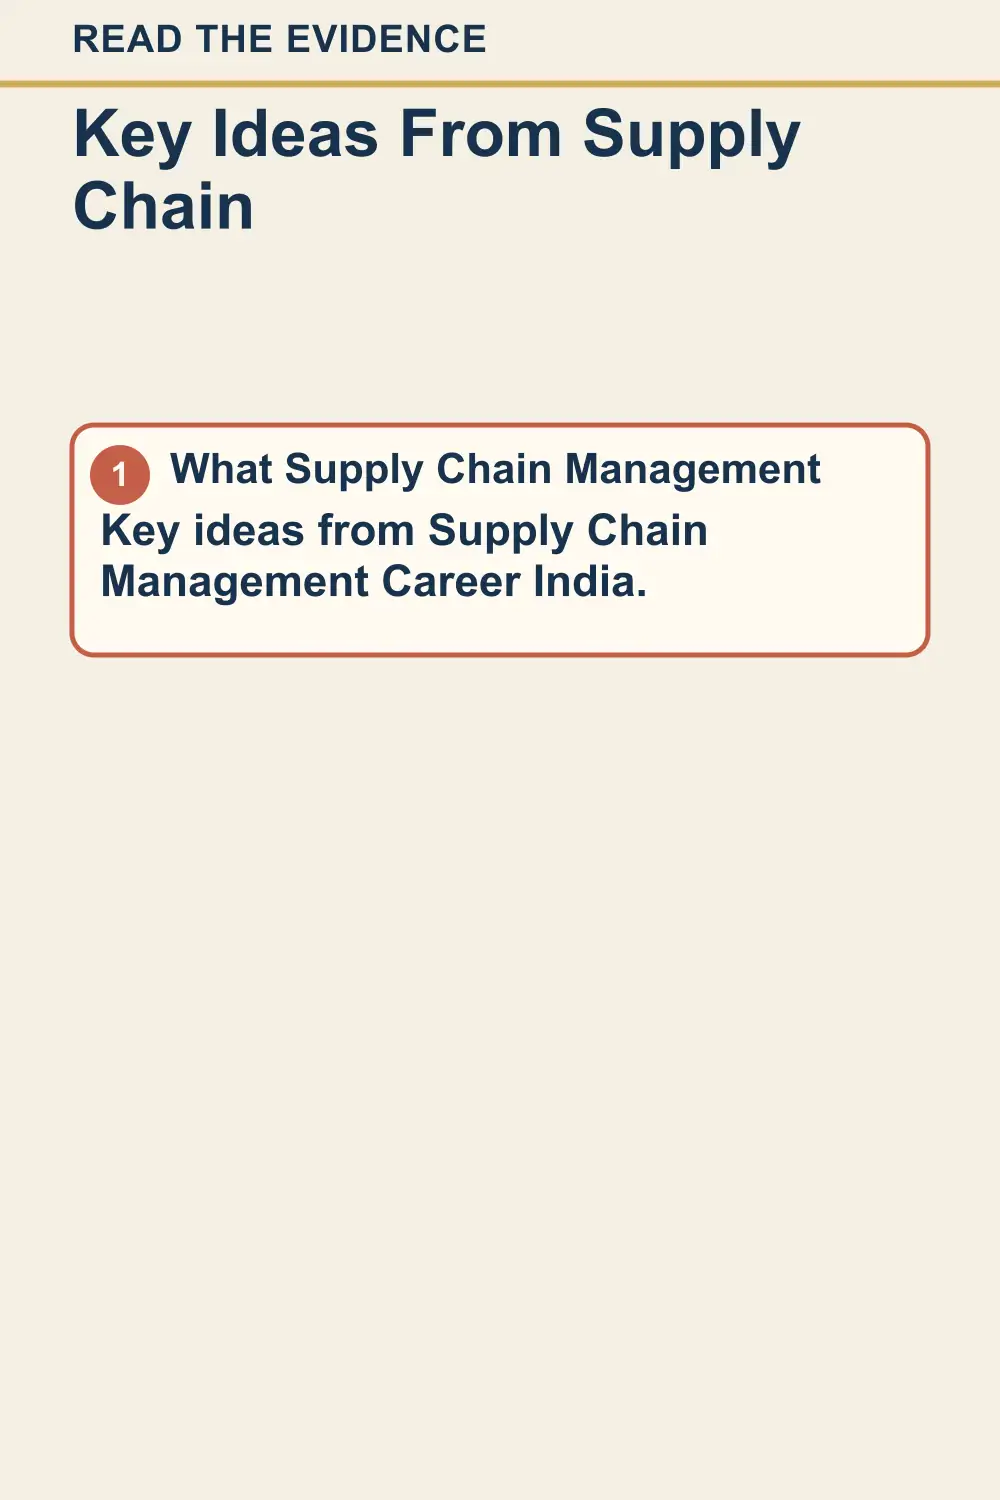 READ THE EVIDENCE
Key Ideas From Supply
Chain
1 What Supply Chain Management
Key ideas from Supply Chain
Management Career India.